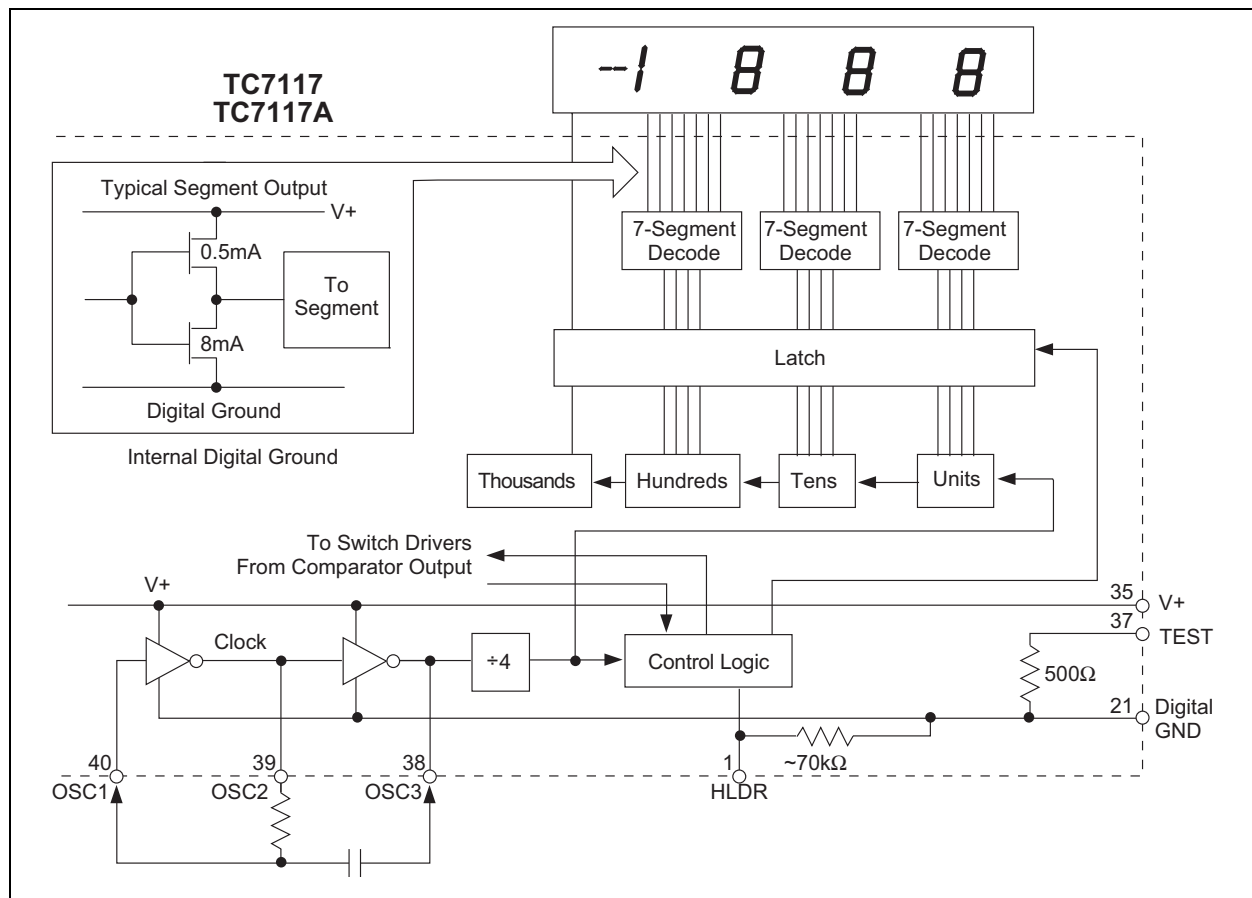 TC7117
TC7117A
--1 8 8 8
Typical Segment Output
V+
0.5mA
To
Segment
8mA
Digital Ground
Internal Digital Ground
7-Segment
Decode
7-Segment
Decode
7-Segment
Decode
Latch
Thousands
Hundreds
Tens
Units
To Switch Drivers
From Comparator Output
V+
Clock
÷4
Control Logic
35
V+
37
TEST
500Ω
21
Digital
GND
~70kΩ
40
OSC1
39
OSC2
38
OSC3
1
HLDR